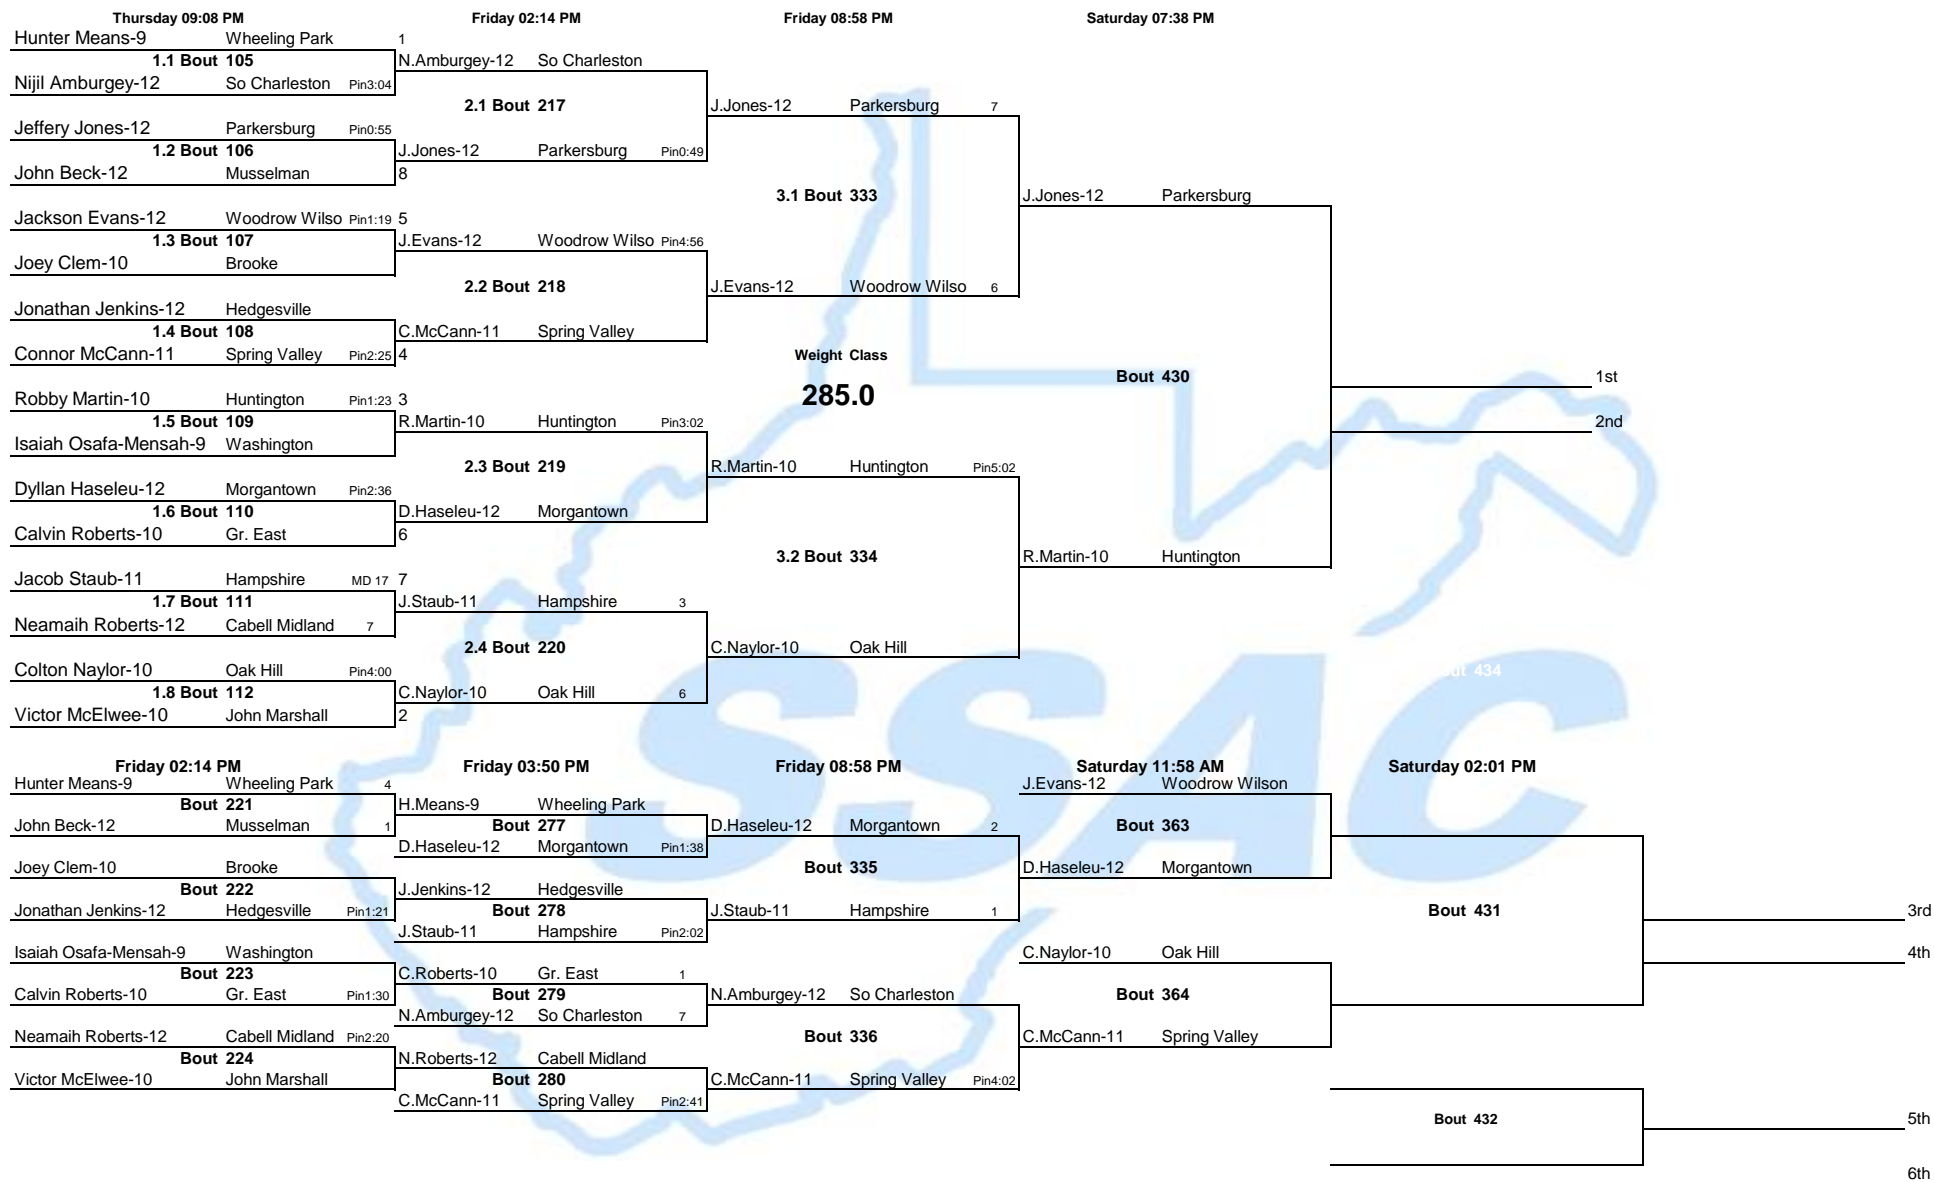 Thursday 09:08 PM Friday 02:14 PM Friday 08:58 PM Saturday 07:38 PM
Hunter Means-9 Wheeling Park 1
1.1 Bout 105 N.Amburgey-12 So Charleston
Nijil Amburgey-12 So Charleston Pin3:04
2.1 Bout 217 J.Jones-12 Parkersburg 7
Jeffery Jones-12 Parkersburg Pin0:55
1.2 Bout 106 J.Jones-12 Parkersburg Pin0:49
John Beck-12 Musselman 8
3.1 Bout 333 J.Jones-12 Parkersburg
Jackson Evans-12 Woodrow Wilso Pin1:19 5
1.3 Bout 107 J.Evans-12 Woodrow Wilso Pin4:56
Joey Clem-10 Brooke
2.2 Bout 218 J.Evans-12 Woodrow Wilso 6
Jonathan Jenkins-12 Hedgesville
1.4 Bout 108 C.McCann-11 Spring Valley
Connor McCann-11 Spring Valley Pin2:25 4 Weight Class
Bout 430 1st
Robby Martin-10 Huntington Pin1:23 3 285.0
1.5 Bout 109 R.Martin-10 Huntington Pin3:02 2nd
Isaiah Osafa-Mensah-9 Washington
2.3 Bout 219 R.Martin-10 Huntington Pin5:02
Dyllan Haseleu-12 Morgantown Pin2:36
1.6 Bout 110 D.Haseleu-12 Morgantown
Calvin Roberts-10 Gr. East 6
3.2 Bout 334 R.Martin-10 Huntington
Jacob Staub-11 Hampshire MD 17 7
1.7 Bout 111 J.Staub-11 Hampshire 3
Neamaih Roberts-12 Cabell Midland 7
2.4 Bout 220 C.Naylor-10 Oak Hill
Colton Naylor-10 Oak Hill Pin4:00 434
1.8 Bout 112 C.Naylor-10 Oak Hill 6
Victor McElwee-10 John Marshall 2
SSAC
Friday 02:14 PM Friday 03:50 PM Friday 08:58 PM Saturday 11:58 AM Saturday 02:01 PM
Hunter Means-9 Wheeling Park 4 J.Evans-12 Woodrow Wilson
Bout 221 H.Means-9 Wheeling Park
John Beck-12 Musselman 1 Bout 277 D.Haseleu-12 Morgantown 2 Bout 363
D.Haseleu-12 Morgantown Pin1:38
Joey Clem-10 Brooke Bout 335 D.Haseleu-12 Morgantown
Bout 222 J.Jenkins-12 Hedgesville
Jonathan Jenkins-12 Hedgesville Pin1:21 Bout 278 J.Staub-11 Hampshire 1 Bout 431 3rd
J.Staub-11 Hampshire Pin2:02
Isaiah Osafa-Mensah-9 Washington C.Naylor-10 Oak Hill 4th
Bout 223 C.Roberts-10 Gr. East 1
Calvin Roberts-10 Gr. East Pin1:30 Bout 279 N.Amburgey-12 So Charleston Bout 364
N.Amburgey-12 So Charleston 7
Neamaih Roberts-12 Cabell Midland Pin2:20 Bout 336 C.McCann-11 Spring Valley
Bout 224 N.Roberts-12 Cabell Midland
Victor McElwee-10 John Marshall Bout 280 C.McCann-11 Spring Valley Pin4:02
C.McCann-11 Spring Valley Pin2:41
Bout 432 5th
6th